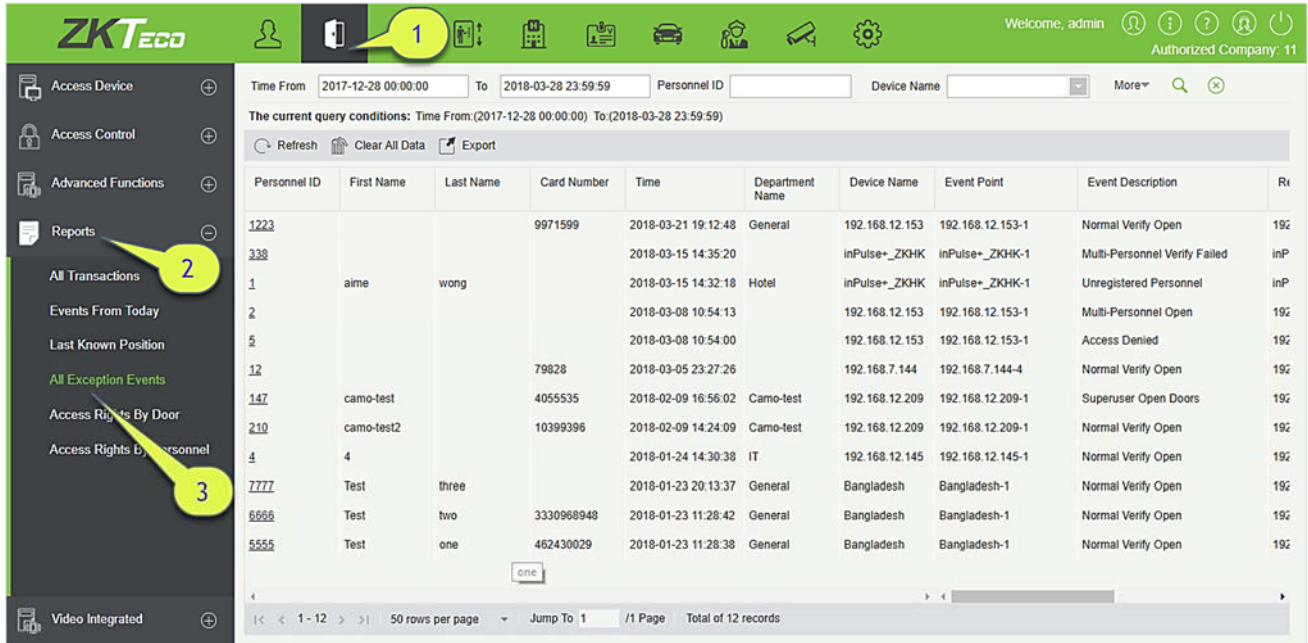 ZKTECO
1
Welcome, admin
Authorized Company: 11
Access Device
Access Control
Advanced Functions
Reports
2
All Transactions
Events From Today
Last Known Position
All Exception Events
Access Rights By Door
Access Rights By Personnel
3
Video Integrated
Time From 2017-12-28 00:00:00 To 2018-03-28 23:59:59 Personnel ID Device Name More
The current query conditions: Time From:(2017-12-28 00:00:00) To:(2018-03-28 23:59:59)
Refresh Clear All Data Export
Personnel ID First Name Last Name Card Number Time Department Name Device Name Event Point Event Description Re
1223 9971599 2018-03-21 19:12:48 General 192.168.12.153 192.168.12.153-1 Normal Verify Open 192
338 2018-03-15 14:35:20 inPulse+_ZKHK inPulse+_ZKHK-1 Multi-Personnel Verify Failed inP
1 aime wong 2018-03-15 14:32:18 Hotel inPulse+_ZKHK inPulse+_ZKHK-1 Unregistered Personnel inP
2 2018-03-08 10:54:13 192.168.12.153 192.168.12.153-1 Multi-Personnel Open 192
5 2018-03-08 10:54:00 192.168.12.153 192.168.12.153-1 Access Denied 192
12 79828 2018-03-05 23:27:26 192.168.7.144 192.168.7.144-4 Normal Verify Open 192
147 camo-test 4055535 2018-02-09 16:56:02 Camo-test 192.168.12.209 192.168.12.209-1 Superuser Open Doors 192
210 camo-test2 10399396 2018-02-09 14:24:09 Camo-test 192.168.12.209 192.168.12.209-1 Normal Verify Open 192
4 4 2018-01-24 14:30:38 IT 192.168.12.145 192.168.12.145-1 Normal Verify Open 192
7777 Test three 2018-01-23 20:13:37 General Bangladesh Bangladesh-1 Normal Verify Open 192
6666 Test two 3330968948 2018-01-23 11:28:42 General Bangladesh Bangladesh-1 Normal Verify Open 192
5555 Test one 462430029 2018-01-23 11:28:38 General Bangladesh Bangladesh-1 Normal Verify Open 192
one
1 - 12 50 rows per page Jump To 1 /1 Page Total of 12 records